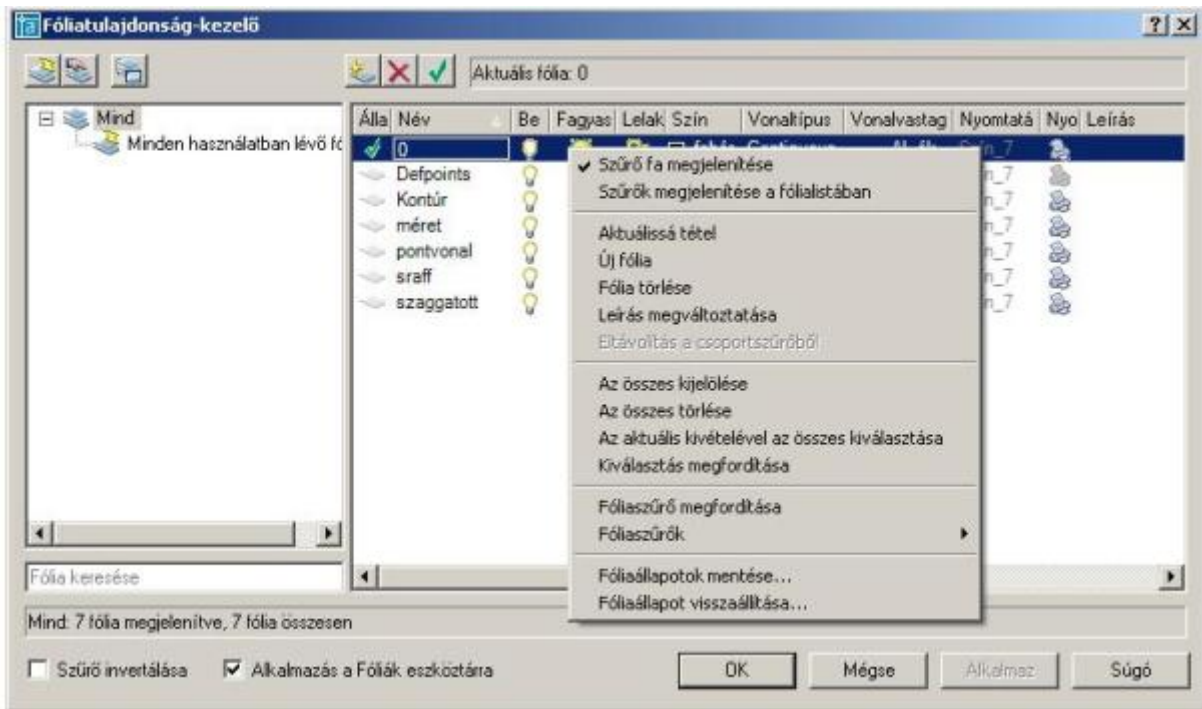 Fóliatulajdonság-kezelő
Aktuális fólia: 0
Mind
Minden használatban lévő fó
Álla Név Be Fagyas Lelak Szín Vonaltípus Vonalvastag Nyomtatá Nyo Leírás
0
Defpoints
Kontúr
méret
pontvonal
sraff
szaggatott
Szűrő fa megjelenítése
Szűrők megjelenítése a fólialistában
Aktuálissá tétel
Új fólia
Fólia törlése
Leírás megváltoztatása
Eltávolítás a csoportszűrőből
Az összes kijelölése
Az összes törlése
Az aktuális kivételével az összes kiválasztása
Kiválasztás megfordítása
Fóliaszűrő megfordítása
Fóliaszűrők
Fóliaállapotok mentése...
Fóliaállapot visszaállítása...
Fólia keresése
Mind: 7 fólia megjelenítve, 7 fólia összesen
Szűrő invertálása Alkalmazás a Fóliák eszköztárra OK Mégse Alkalmaz Súgó